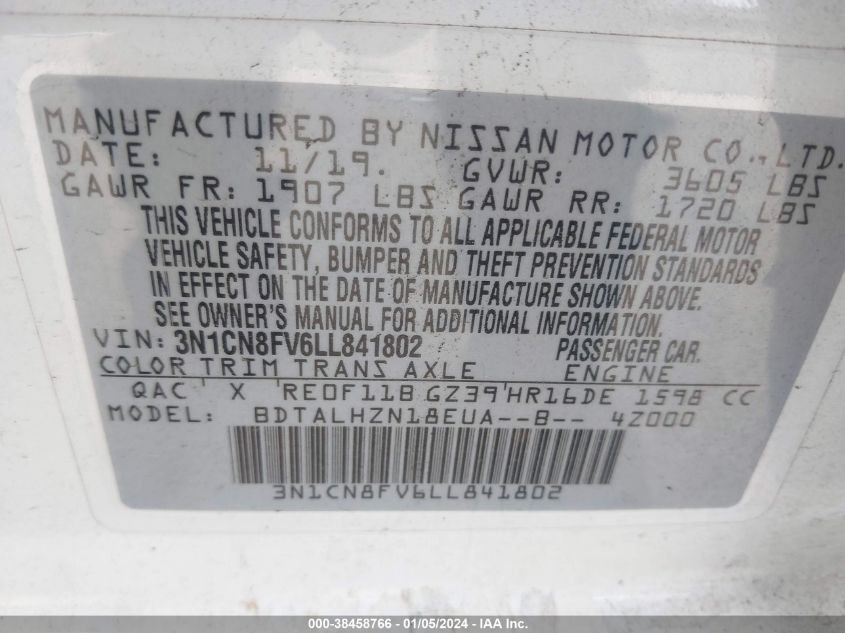 MANUFACTURED BY NISSAN MOTOR CO., LTD.
DATE: 11/19. GVWR: 3605 LBS
GAWR FR: 1907 LBS GAWR RR: 1720 LBS
THIS VEHICLE CONFORMS TO ALL APPLICABLE FEDERAL MOTOR
VEHICLE SAFETY, BUMPER AND THEFT PREVENTION STANDARDS
IN EFFECT ON THE DATE OF MANUFACTURE SHOWN ABOVE.
SEE OWNER'S MANUAL FOR ADDITIONAL INFORMATION.
VIN: 3N1CN8FV6LL841802 PASSENGER CAR.
COLOR TRIM TRANS AXLE ENGINE
QAC X RE0F11B GZ39 HR16DE 1598 CC
MODEL: BDTALHZN18EUA--B-- 4Z000
3N1CN8FV6LL841802
000-38458766 - 01/05/2024 - IAA Inc.